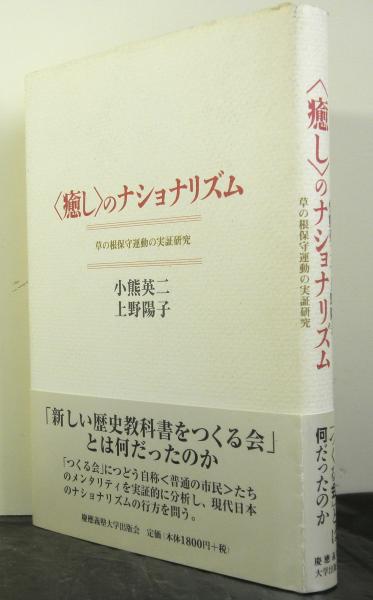 〈癒し〉のナショナリズム
草の根保守運動の実証研究
小熊英二
上野陽子
「新しい歴史教科書をつくる会」
とは何だったのか
「つくる会」につどう自称<普通の市民>たち
のメンタリティを実証的に分析し、現代日本
のナショナリズムの行方を問う。
慶應義塾大学出版会 定価(本体1800円+税)
〈癒し〉のナショナリズム
草の根保守運動の実証研究
何だったのか
慶應義塾
大学出版